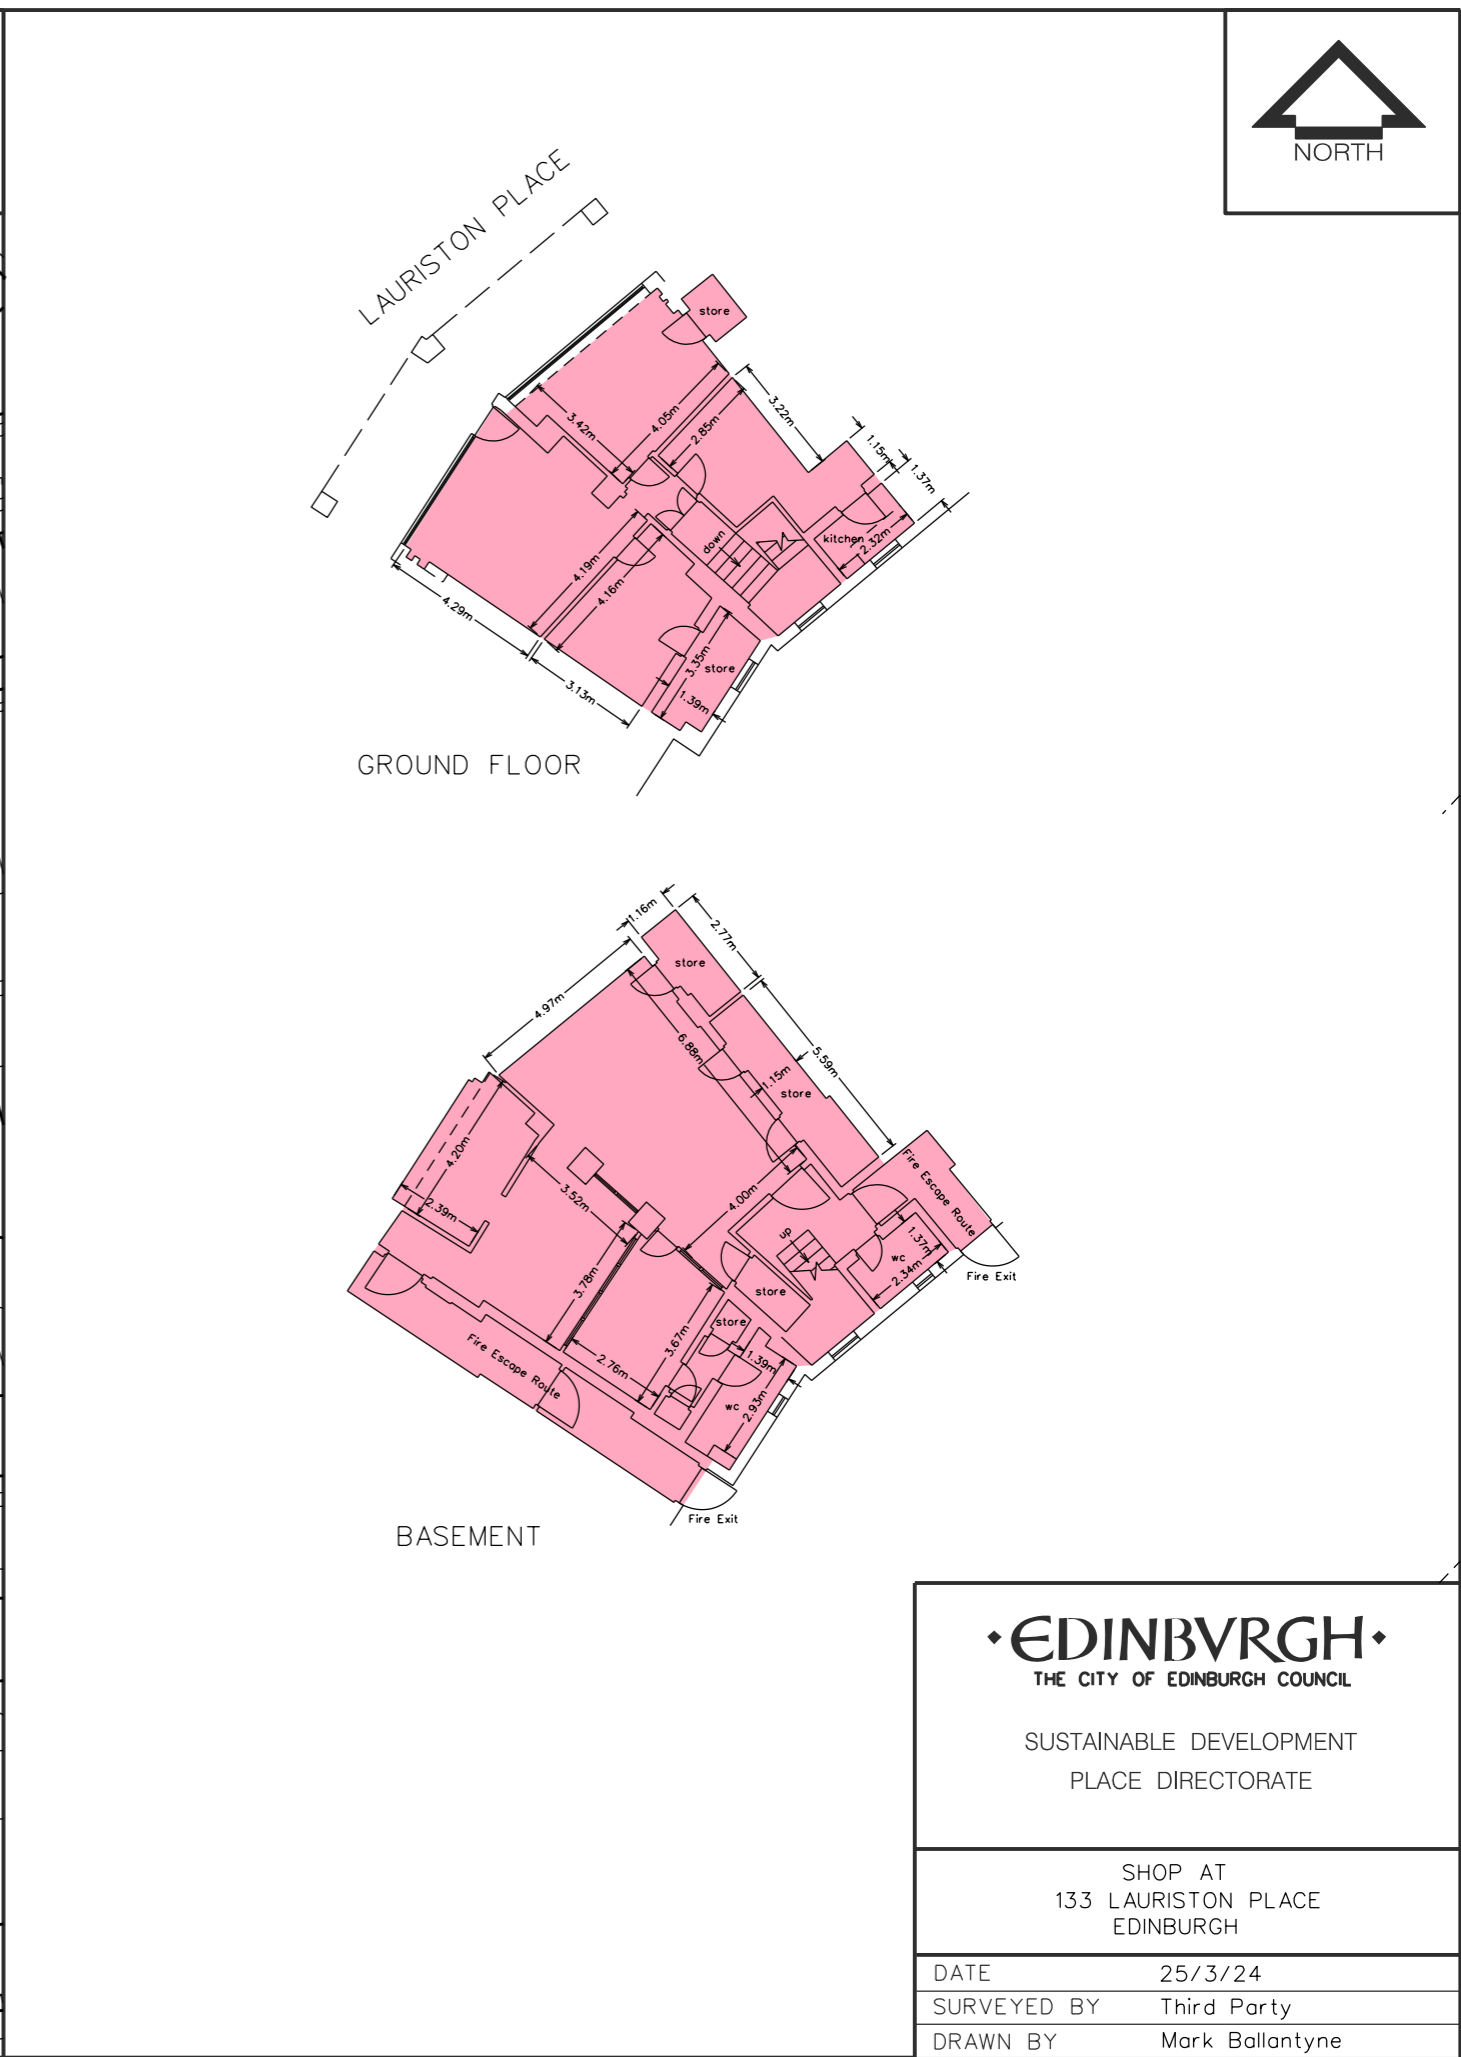 NORTH
LAURISTON PLACE
store
3.42m
4.05m
2.85m
3.22m
1.15m
1.37m
down
kitchen
2.32m
4.19m
4.16m
4.29m
3.13m
3.35m
store
1.39m
GROUND FLOOR
1.16m
2.77m
store
4.97m
6.88m
5.59m
1.15m
store
4.20m
2.39m
3.52m
4.00m
Fire Escape Route
up
1.37m
wc
2.34m
Fire Exit
3.78m
store
store
3.67m
1.39m
2.76m
Fire Escape Route
wc
2.93m
Fire Exit
BASEMENT
EDINBVRGH
THE CITY OF EDINBURGH COUNCIL
SUSTAINABLE DEVELOPMENT
PLACE DIRECTORATE
SHOP AT
133 LAURISTON PLACE
EDINBURGH
DATE 25/3/24
SURVEYED BY Third Party
DRAWN BY Mark Ballantyne